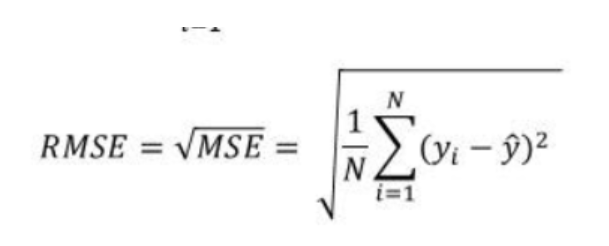 RMSE = √MSE = √(1/N ∑_{i=1}^{N} (y_i − ŷ)²)